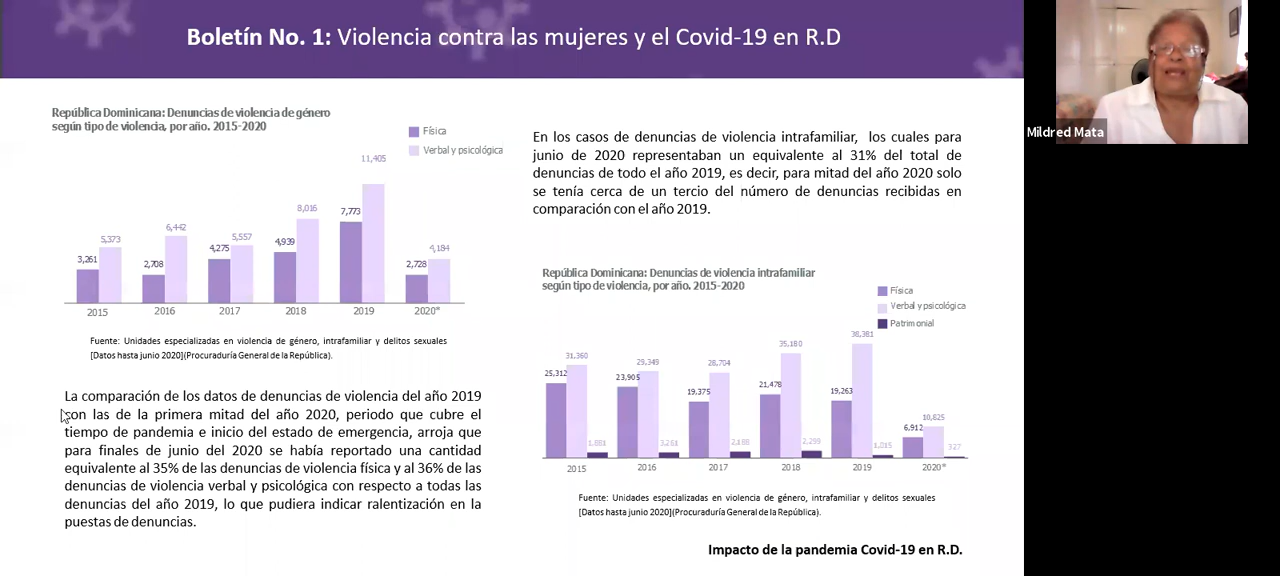 Boletín No. 1: Violencia contra las mujeres y el Covid-19 en R.D
República Dominicana: Denuncias de violencia de género
según tipo de violencia, por año. 2015-2020
Física
Verbal y psicológica
3,261
5,373
2,708
6,442
4,275
5,557
4,939
8,016
7,773
11,405
2,728
4,184
2015
2016
2017
2018
2019
2020*
Fuente: Unidades especializadas en violencia de género, intrafamiliar y delitos sexuales
[Datos hasta junio 2020](Procuraduría General de la República).
La comparación de los datos de denuncias de violencia del año 2019
con las de la primera mitad del año 2020, periodo que cubre el
tiempo de pandemia e inicio del estado de emergencia, arroja que
para finales de junio del 2020 se había reportado una cantidad
equivalente al 35% de las denuncias de violencia física y al 36% de las
denuncias de violencia verbal y psicológica con respecto a todas las
denuncias del año 2019, lo que pudiera indicar ralentización en la
puestas de denuncias.
En los casos de denuncias de violencia intrafamiliar, los cuales para
junio de 2020 representaban un equivalente al 31% del total de
denuncias de todo el año 2019, es decir, para mitad del año 2020 solo
se tenía cerca de un tercio del número de denuncias recibidas en
comparación con el año 2019.
República Dominicana: Denuncias de violencia intrafamiliar
según tipo de violencia, por año. 2015-2020
Física
Verbal y psicológica
Patrimonial
25,312
31,360
1,881
23,905
29,349
3,261
19,375
28,704
2,188
21,478
35,180
2,299
19,263
38,381
1,015
6,912
10,825
327
2015
2016
2017
2018
2019
2020*
Fuente: Unidades especializadas en violencia de género, intrafamiliar y delitos sexuales
[Datos hasta junio 2020](Procuraduría General de la República).
Impacto de la pandemia Covid-19 en R.D.
Mildred Mata